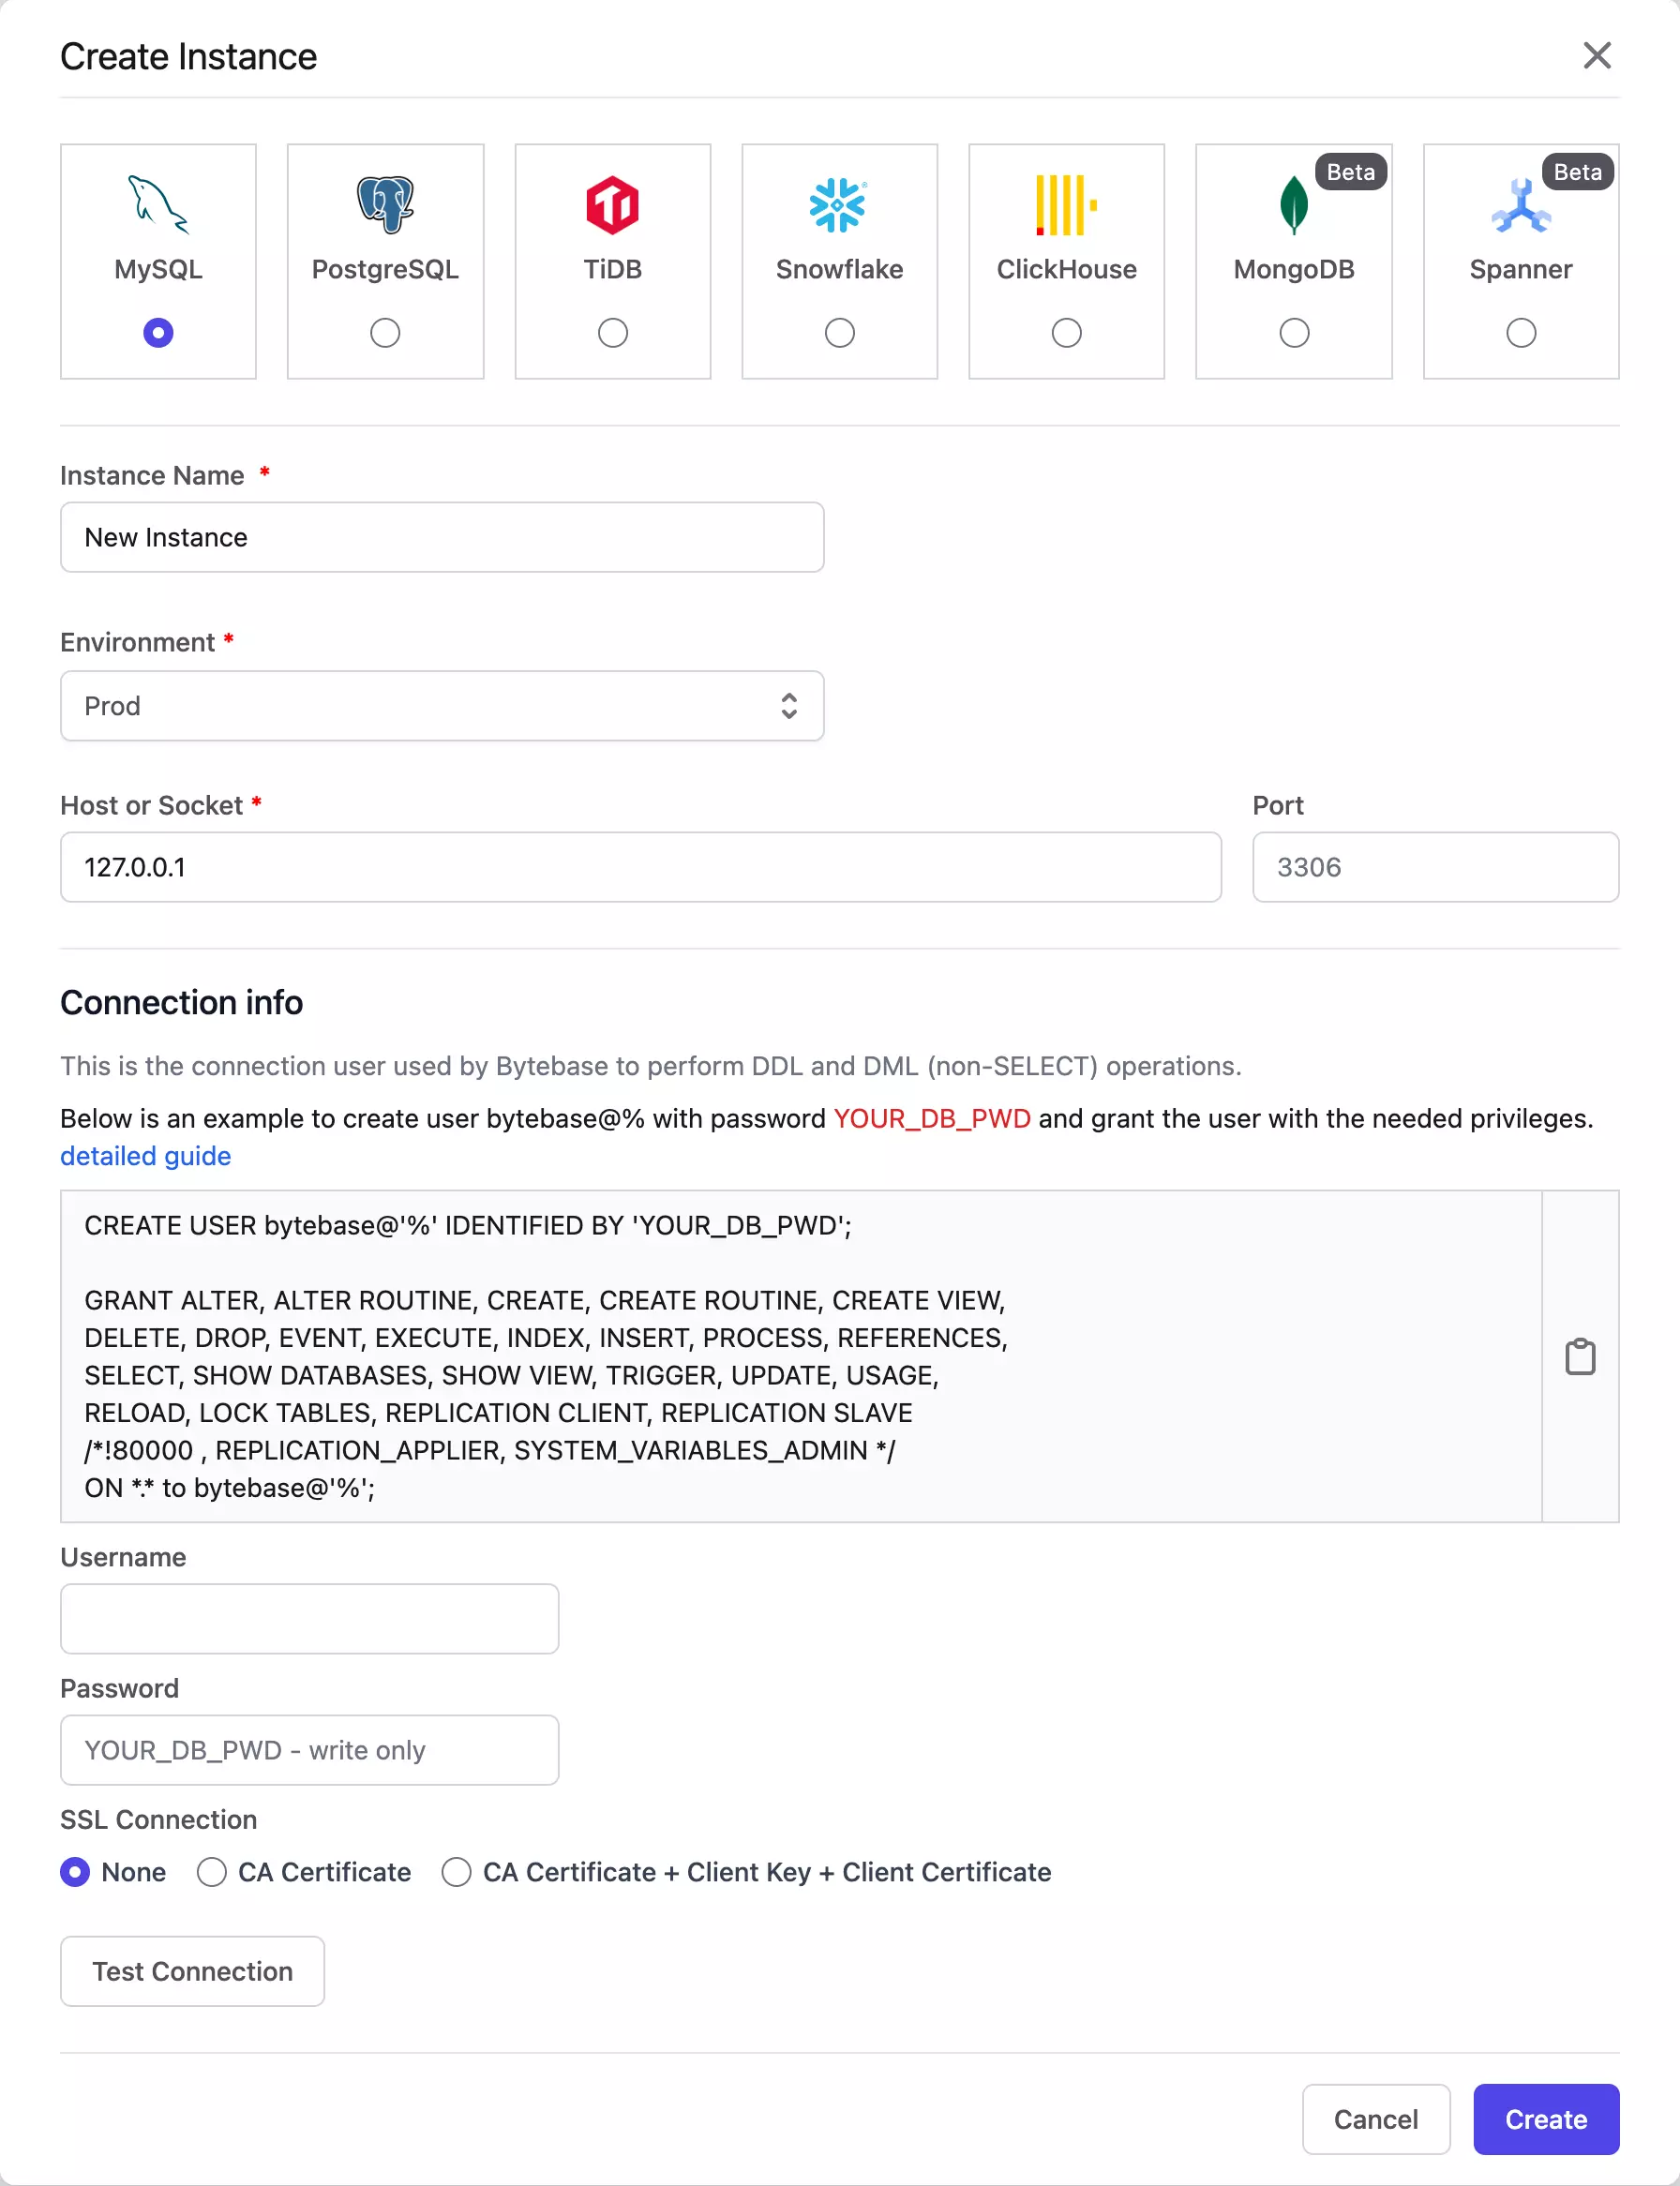 Create Instance
Beta
Beta
MySQL
PostgreSQL
TiDB
Snowflake
ClickHouse
MongoDB
Spanner
Instance Name *
New Instance
Environment *
Prod
Host or Socket *
Port
127.0.0.1
3306
Connection info
This is the connection user used by Bytebase to perform DDL and DML (non-SELECT) operations.
Below is an example to create user bytebase@% with password YOUR_DB_PWD and grant the user with the needed privileges.
detailed guide
CREATE USER bytebase@'%' IDENTIFIED BY 'YOUR_DB_PWD';
GRANT ALTER, ALTER ROUTINE, CREATE, CREATE ROUTINE, CREATE VIEW,
DELETE, DROP, EVENT, EXECUTE, INDEX, INSERT, PROCESS, REFERENCES,
SELECT, SHOW DATABASES, SHOW VIEW, TRIGGER, UPDATE, USAGE,
RELOAD, LOCK TABLES, REPLICATION CLIENT, REPLICATION SLAVE
/*!80000 , REPLICATION_APPLIER, SYSTEM_VARIABLES_ADMIN */
ON *.* to bytebase@'%';
Username
Password
YOUR_DB_PWD - write only
SSL Connection
None
CA Certificate
CA Certificate + Client Key + Client Certificate
Test Connection
Cancel
Create